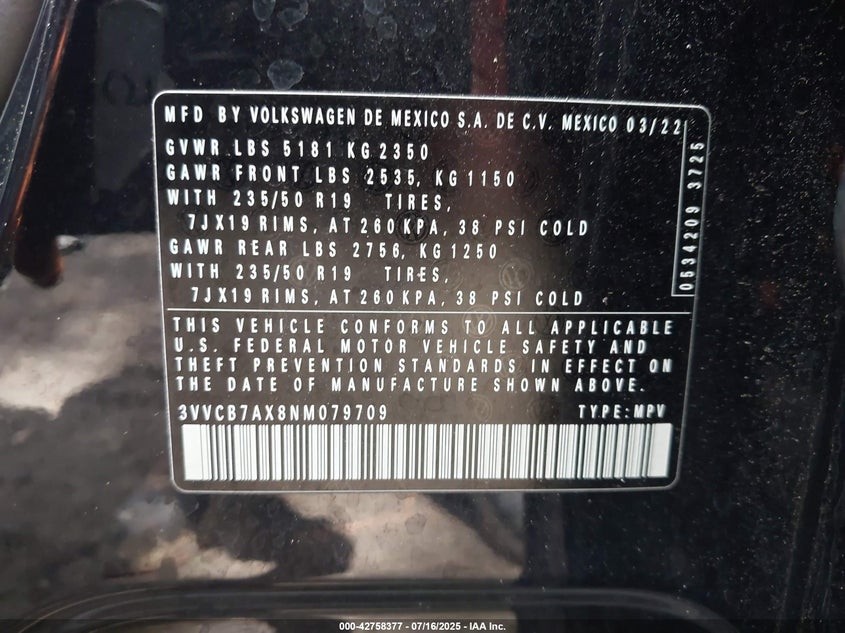 MFD BY VOLKSWAGEN DE MEXICO S.A. DE C.V. MEXICO 03/22
GVWR LBS 5181 KG 2350
GAWR FRONT LBS 2535, KG 1150
WITH 235/50 R19 TIRES,
7JX19 RIMS, AT 260 KPA, 38 PSI COLD
GAWR REAR LBS 2756, KG 1250
WITH 235/50 R19 TIRES,
7JX19 RIMS, AT 260 KPA, 38 PSI COLD
0534209 3725
THIS VEHICLE CONFORMS TO ALL APPLICABLE
U.S. FEDERAL MOTOR VEHICLE SAFETY AND
THEFT PREVENTION STANDARDS IN EFFECT ON
THE DATE OF MANUFACTURE SHOWN ABOVE.
3VVCB7AX8NM079709 TYPE: MPV
000-42758377 - 07/16/2025 - IAA Inc.